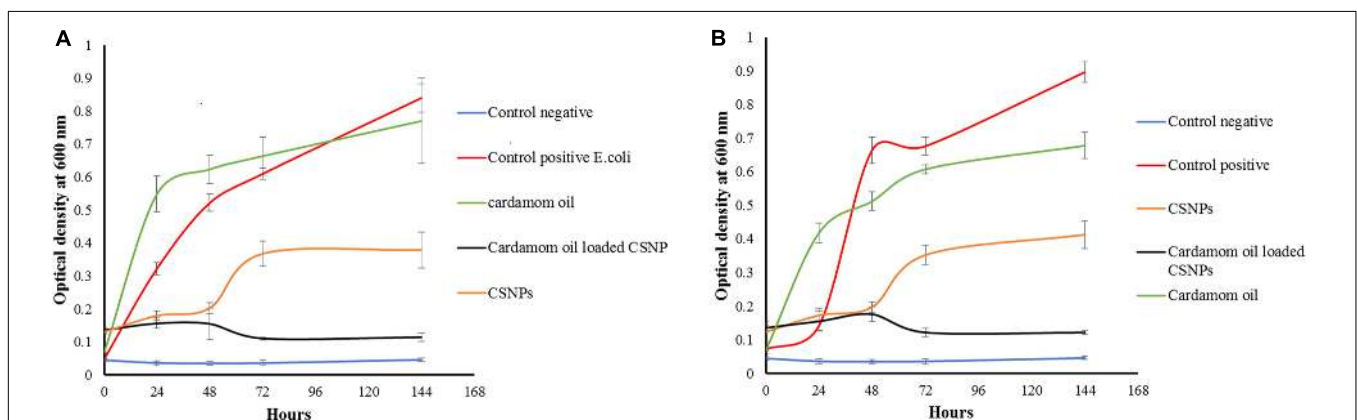 A
Optical density at 600 nm
1
0.9
0.8
0.7
0.6
0.5
0.4
0.3
0.2
0.1
0
0 24 48 72 96 120 144 168
Hours
Control negative
Control positive E.coli
cardamom oil
Cardamom oil loaded CSNP
CSNPs
B
Optical density at 600 nm
1
0.9
0.8
0.7
0.6
0.5
0.4
0.3
0.2
0.1
0
0 24 48 72 96 120 144 168
Hours
Control negative
Control positive
CSNPs
Cardamom oil loaded
CSNPs
Cardamom oil